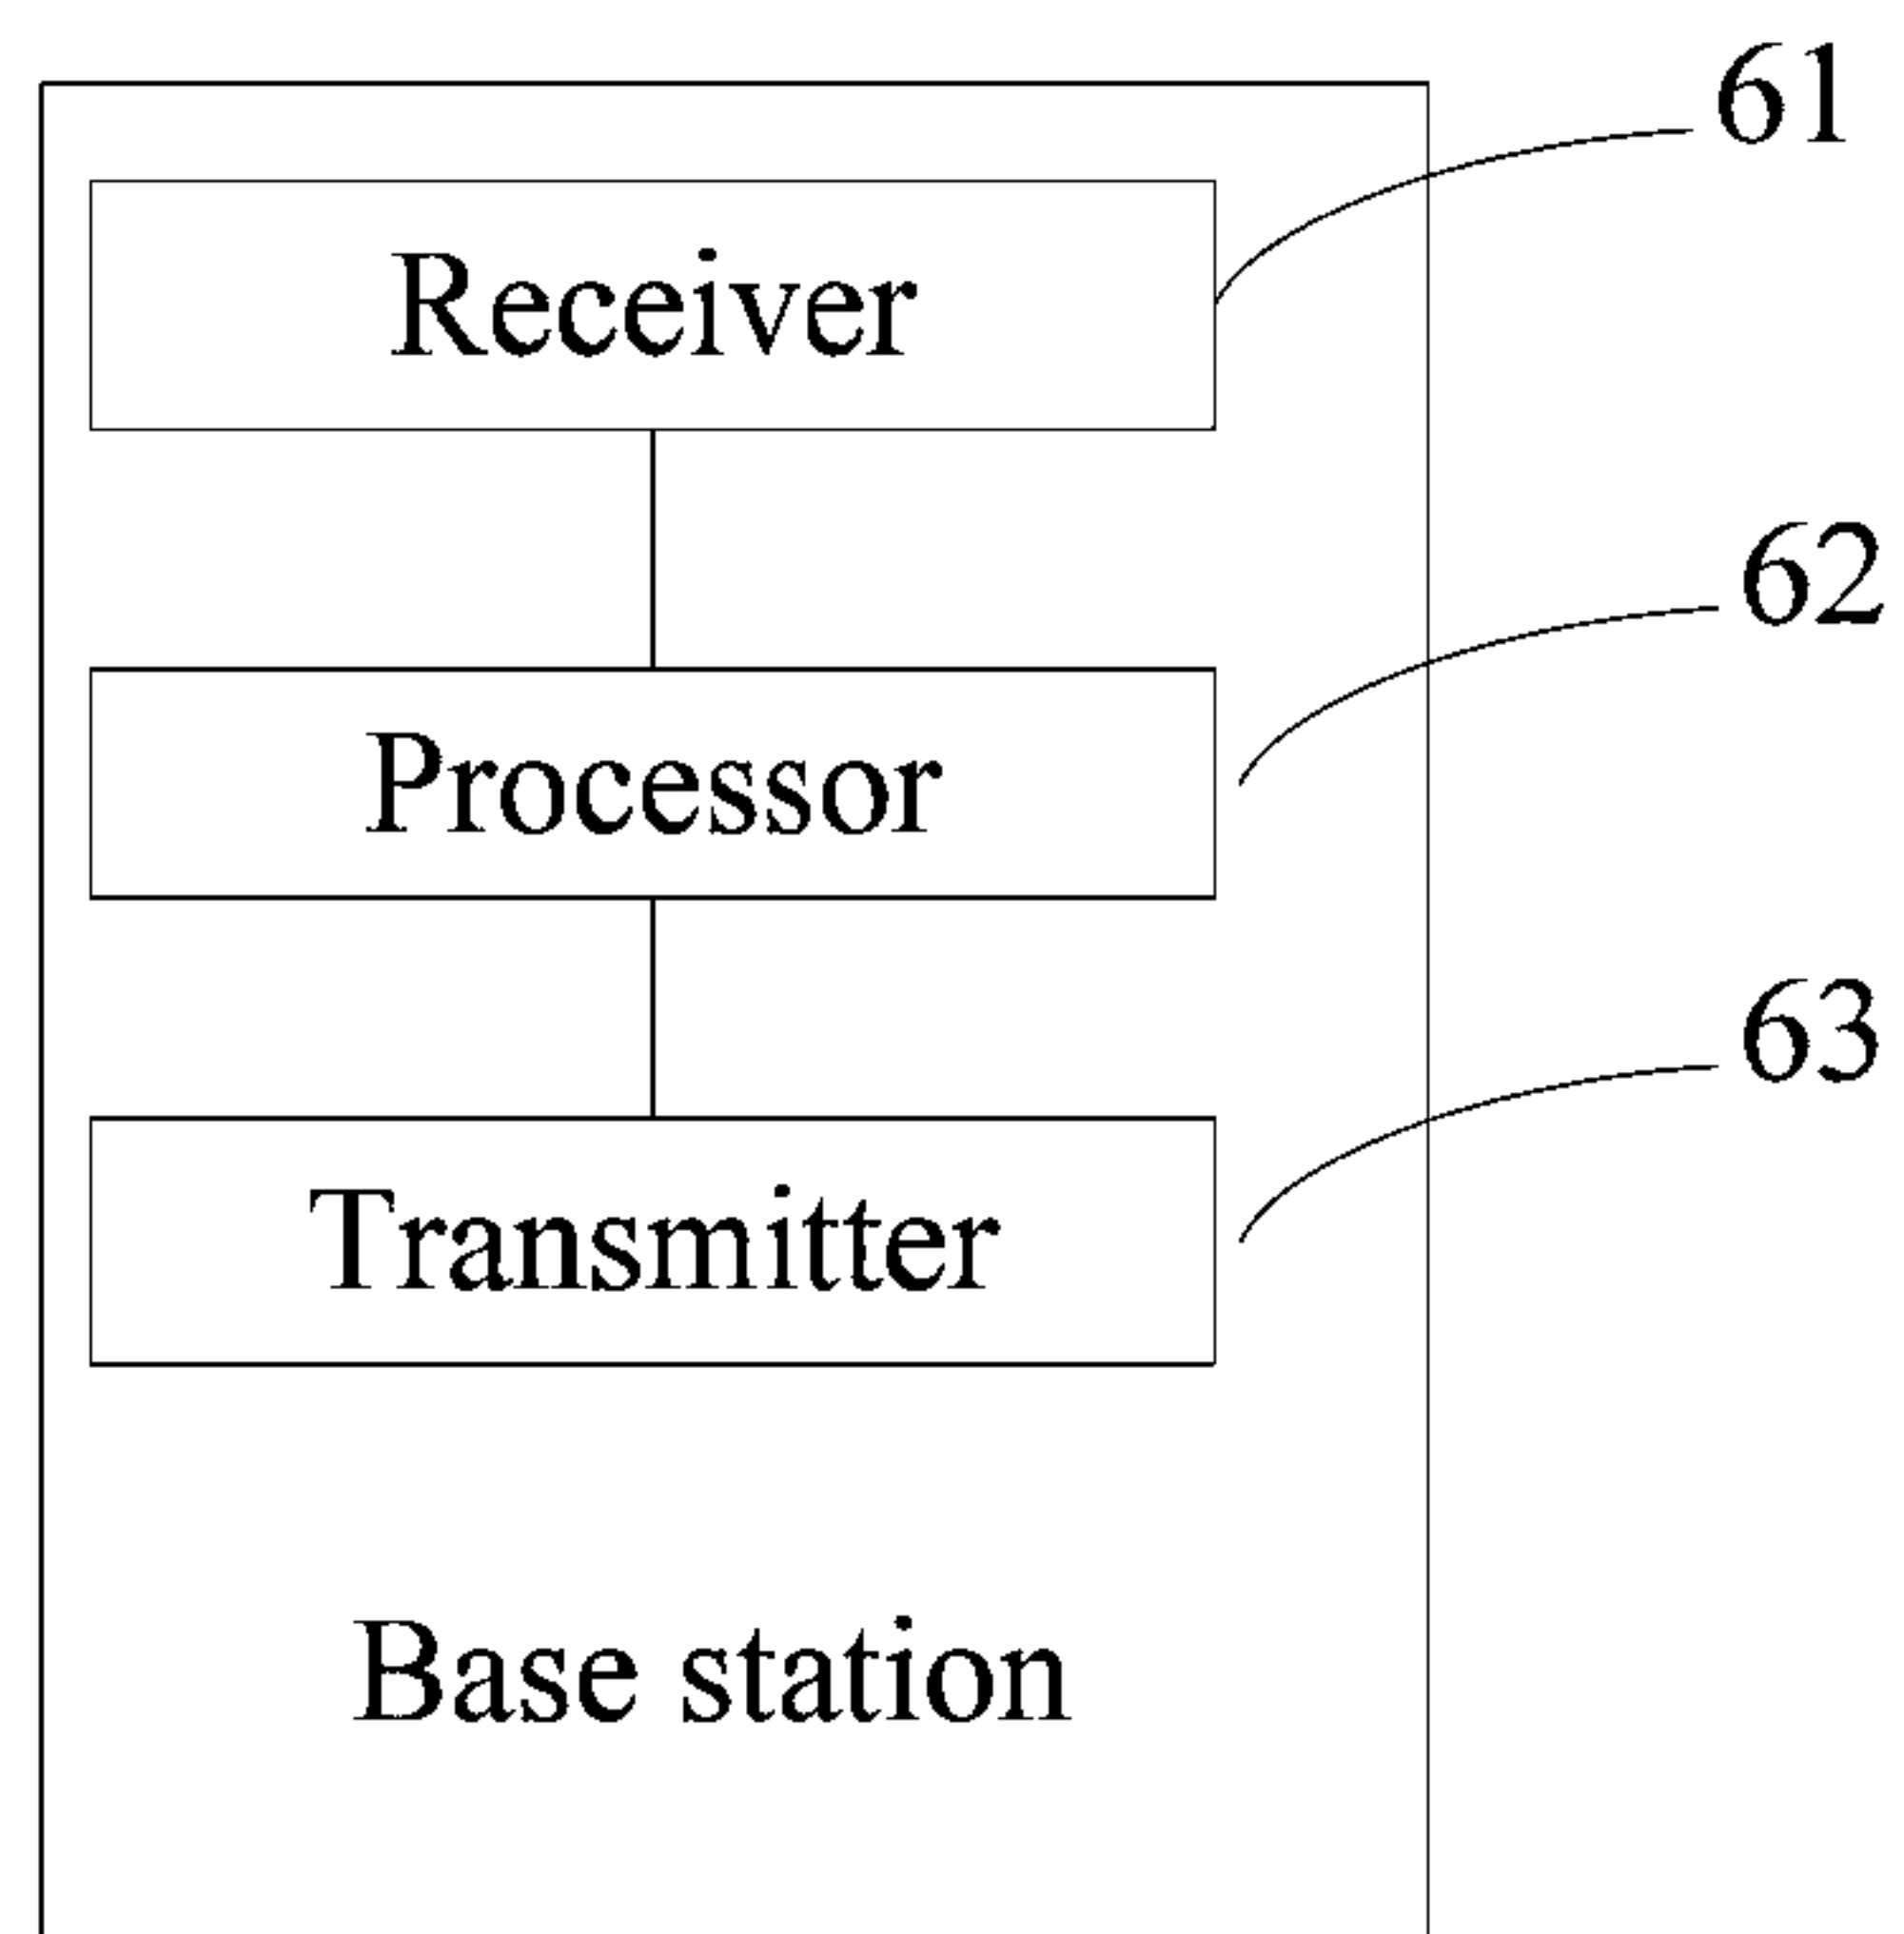 61
Receiver
62
Processor
63
Transmitter
Base station